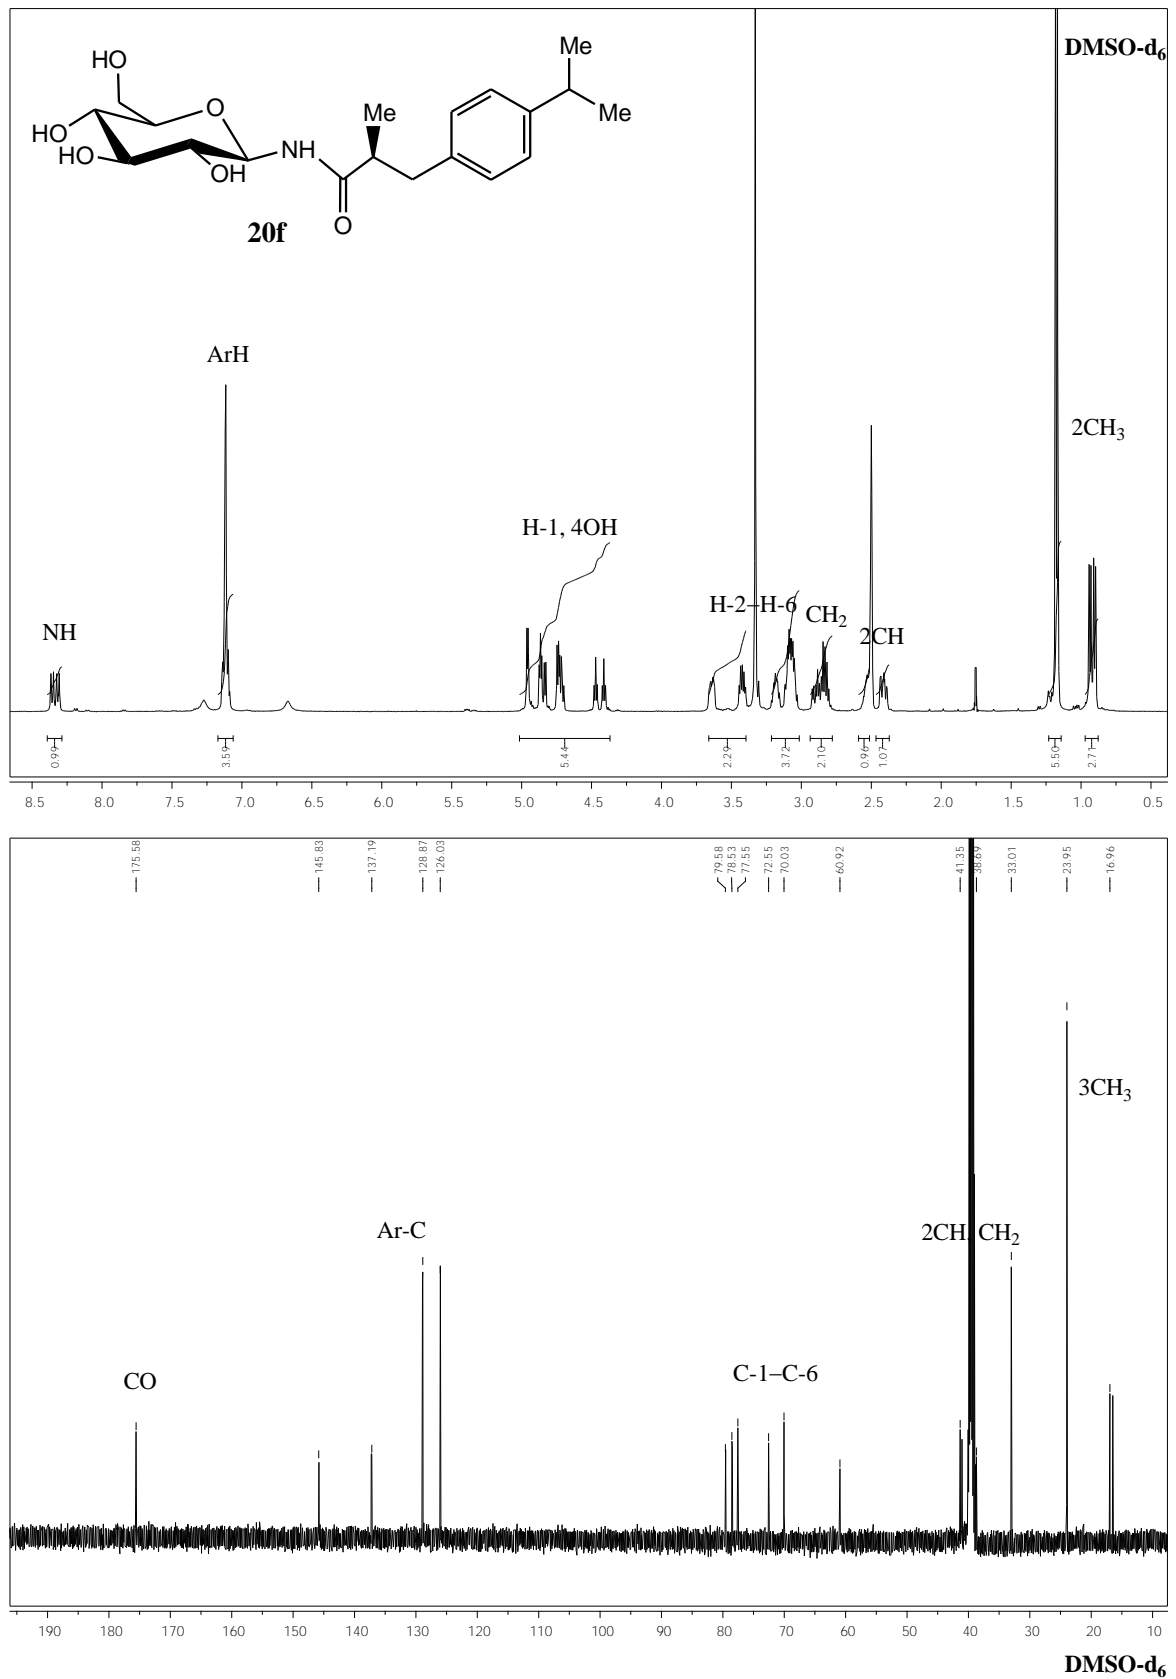 DMSO-d6
Me
HO
O
Me
Me
HO
HO
NH
OH
O
20f
ArH
2CH3
H-1, 4OH
H-2–H-6
CH2
NH
2CH
0.99
3.59
5.44
2.29
3.72
2.10
0.96
1.07
5.50
2.71
8.5 8.0 7.5 7.0 6.5 6.0 5.5 5.0 4.5 4.0 3.5 3.0 2.5 2.0 1.5 1.0 0.5
175.58
145.83
137.19
128.87
126.03
79.58
78.53
77.55
72.55
70.03
60.92
41.35
38.69
33.01
23.95
16.96
3CH3
Ar-C
2CH, CH2
CO
C-1–C-6
190 180 170 160 150 140 130 120 110 100 90 80 70 60 50 40 30 20 10
DMSO-d6